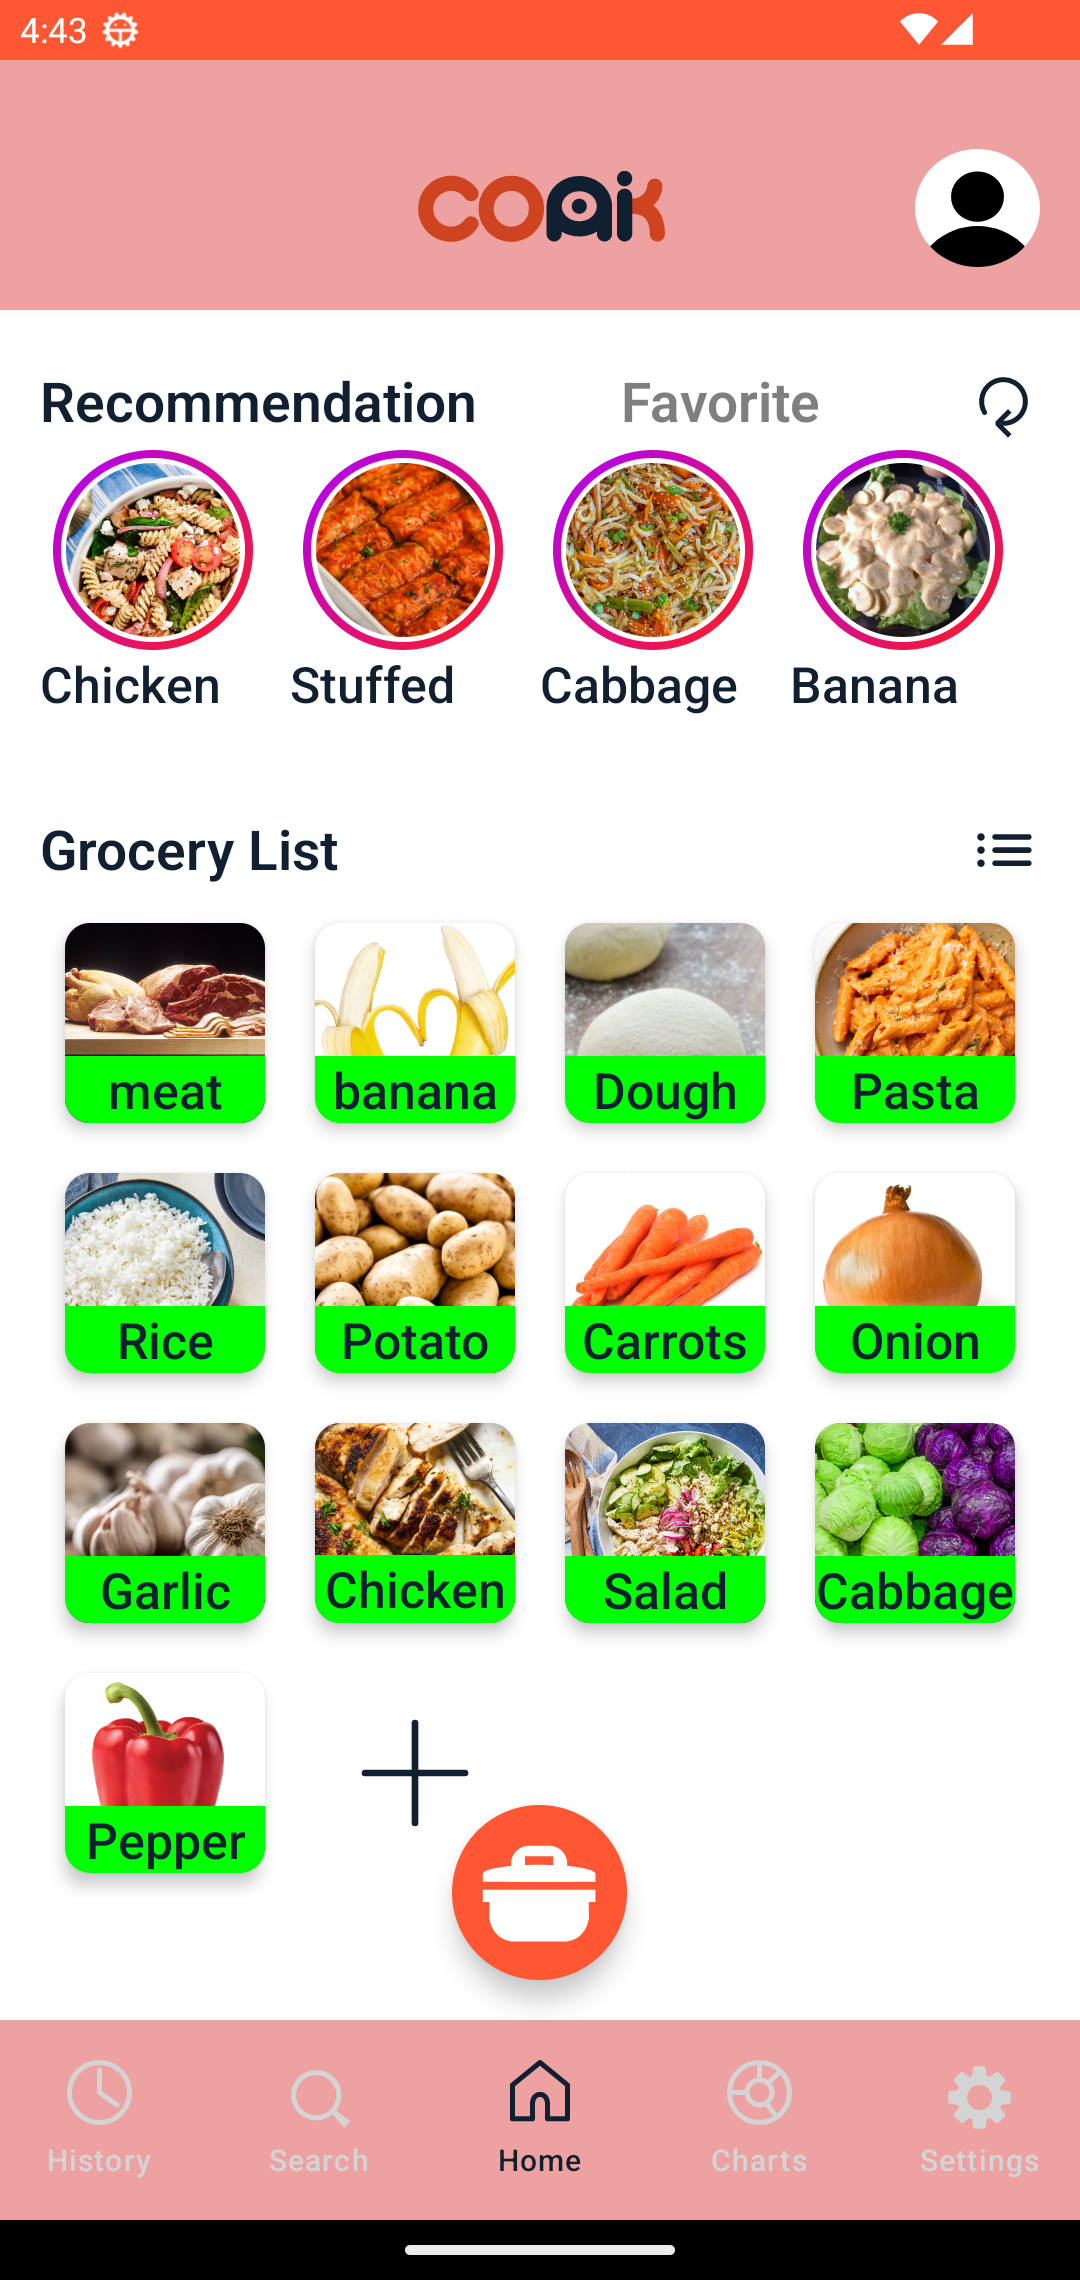 4:43
COAiK
Recommendation Favorite
Chicken Stuffed Cabbage Banana
Grocery List
meat banana Dough Pasta
Rice Potato Carrots Onion
Garlic Chicken Salad Cabbage
Pepper
History Search Home Charts Settings